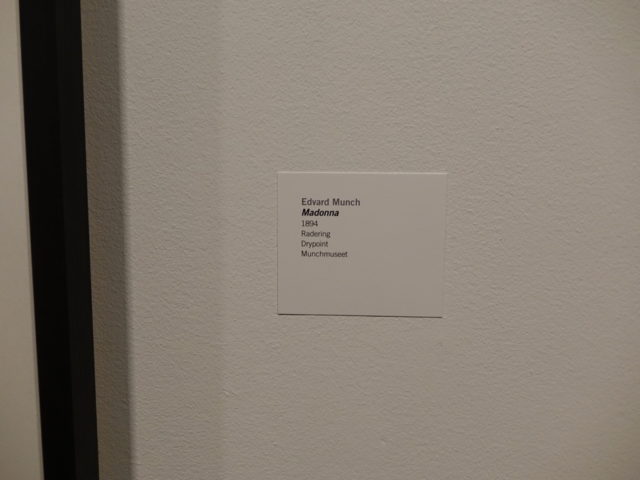 Edvard Munch
Madonna
1894
Radering
Drypoint
Munchmuseet